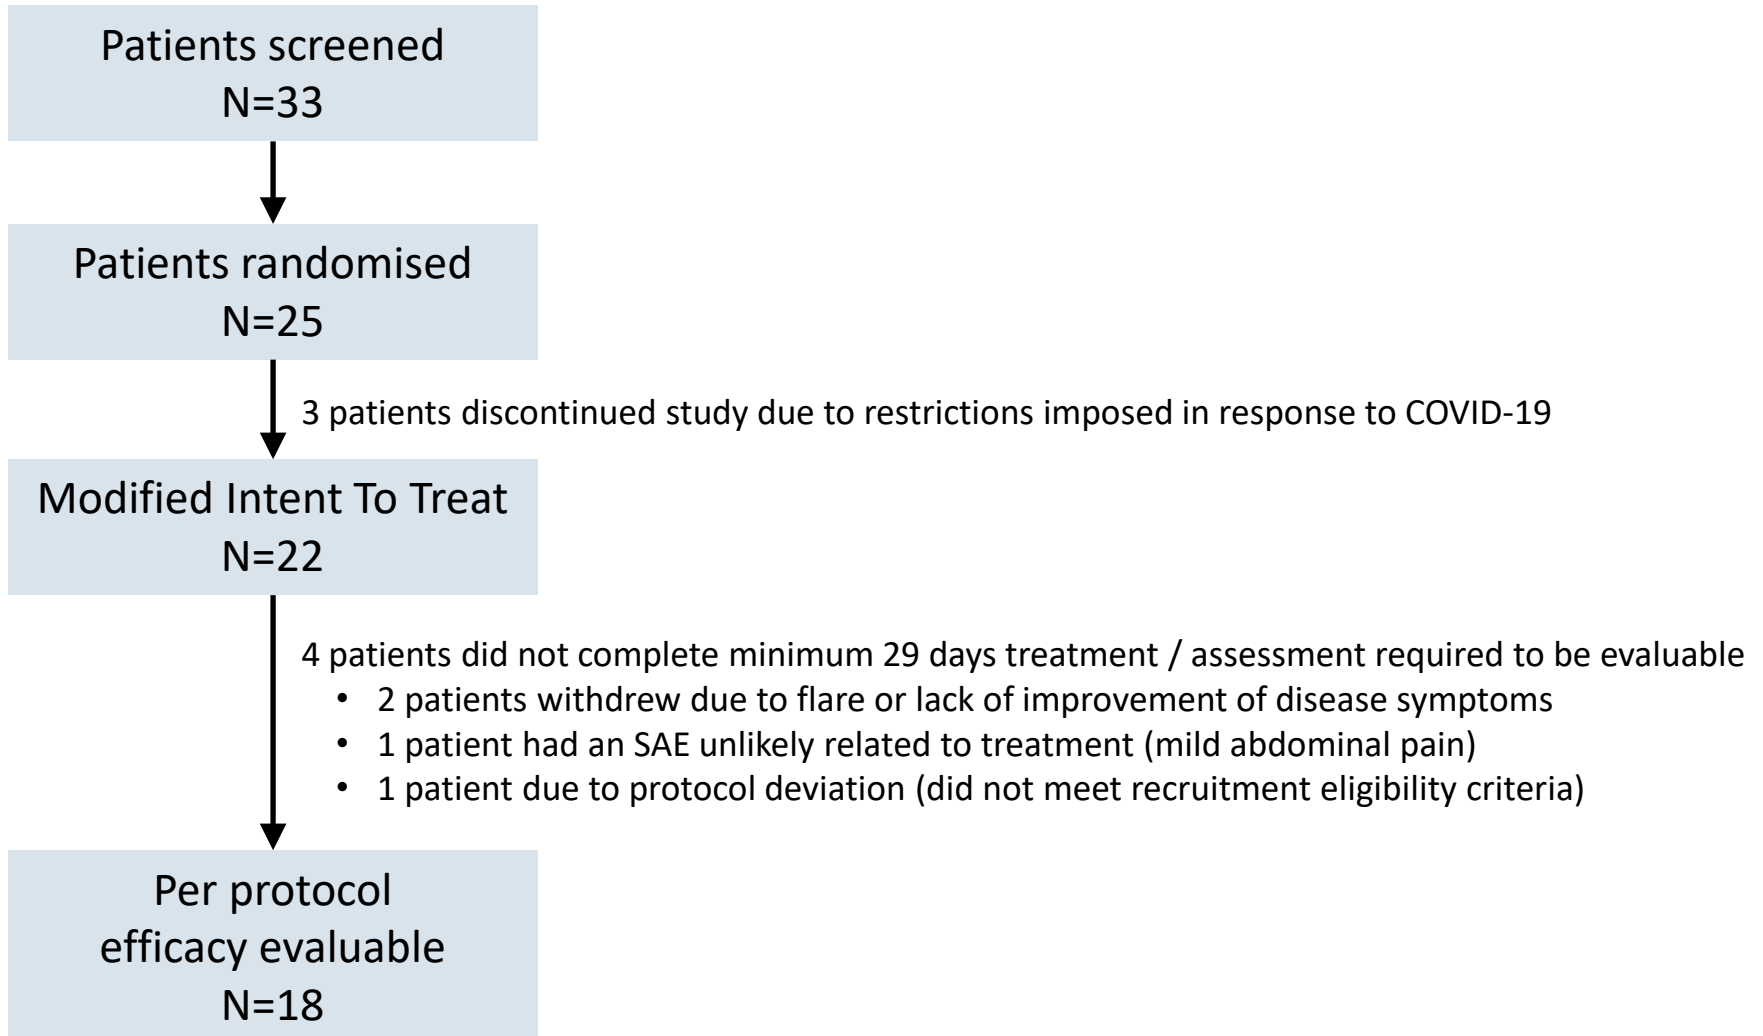 Patients screened
N=33
Patients randomised
N=25
3 patients discontinued study due to restrictions imposed in response to COVID-19
Modified Intent To Treat
N=22
4 patients did not complete minimum 29 days treatment / assessment required to be evaluable
• 2 patients withdrew due to flare or lack of improvement of disease symptoms
• 1 patient had an SAE unlikely related to treatment (mild abdominal pain)
• 1 patient due to protocol deviation (did not meet recruitment eligibility criteria)
Per protocol
efficacy evaluable
N=18